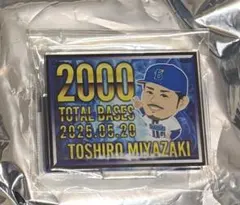 2000
TOTAL BASES
2025.05.20
TOSHIRO MIYAZAKI